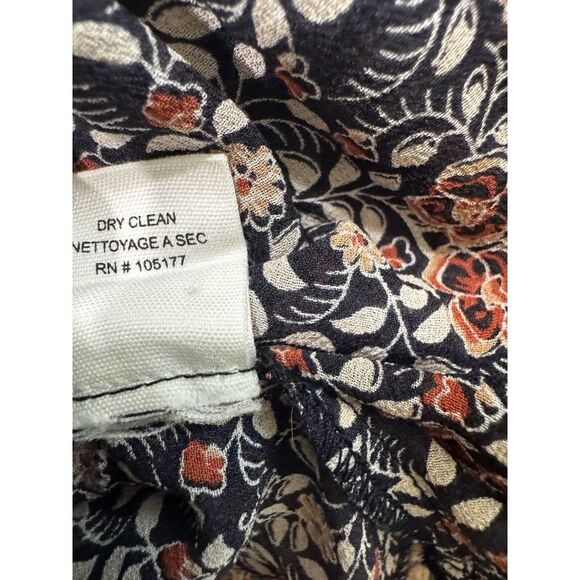 DRY CLEAN
NETTOYAGE A SEC
RN # 105177